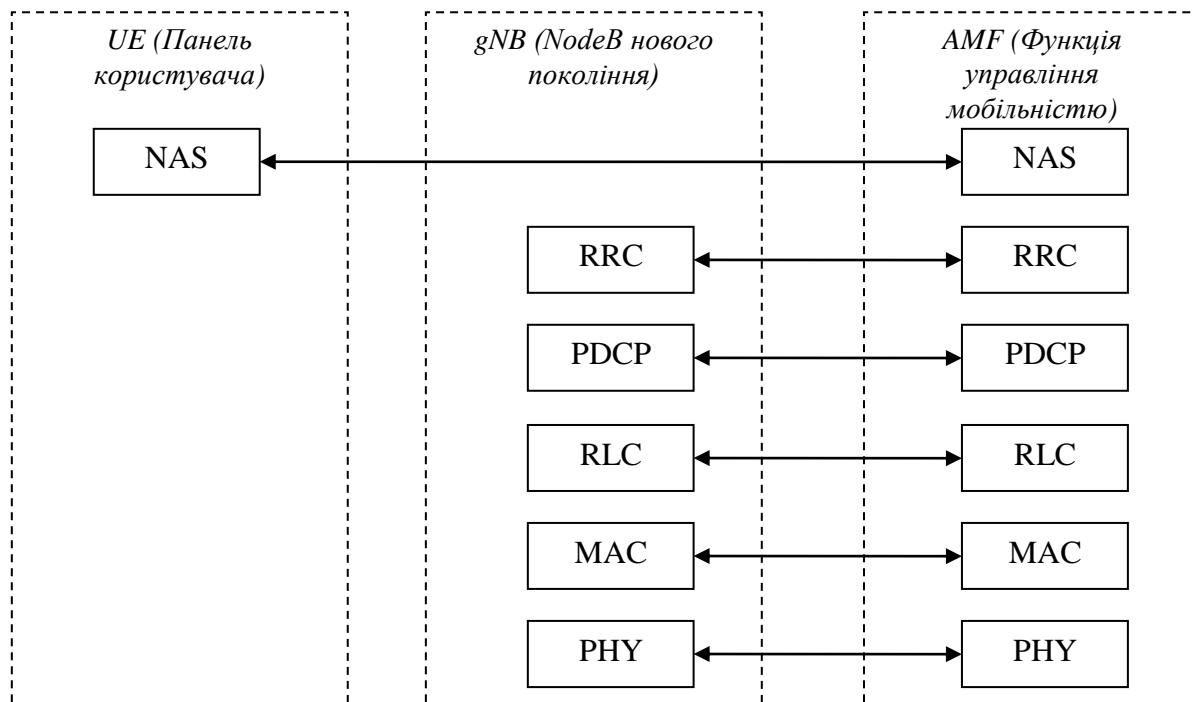 UE (Панель
користувача)
gNB (NodeB нового
покоління)
AMF (Функція
управління
мобільністю)
NAS
NAS
RRC
RRC
PDCP
PDCP
RLC
RLC
MAC
MAC
PHY
PHY